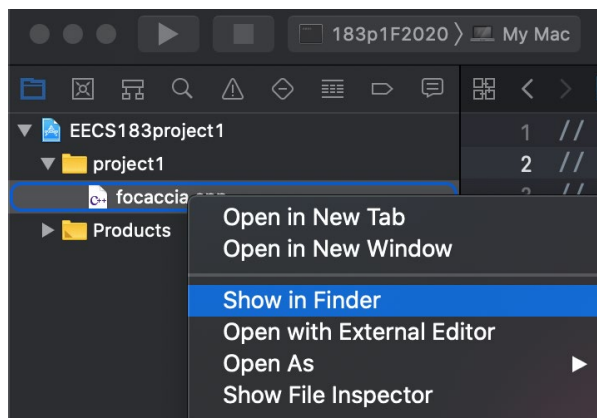 183p1F2020 〉 My Mac
EECS183project1
1 //
project1
2 //
C++ focaccia
Products
Open in New Tab
Open in New Window
Show in Finder
Open with External Editor
Open As
Show File Inspector